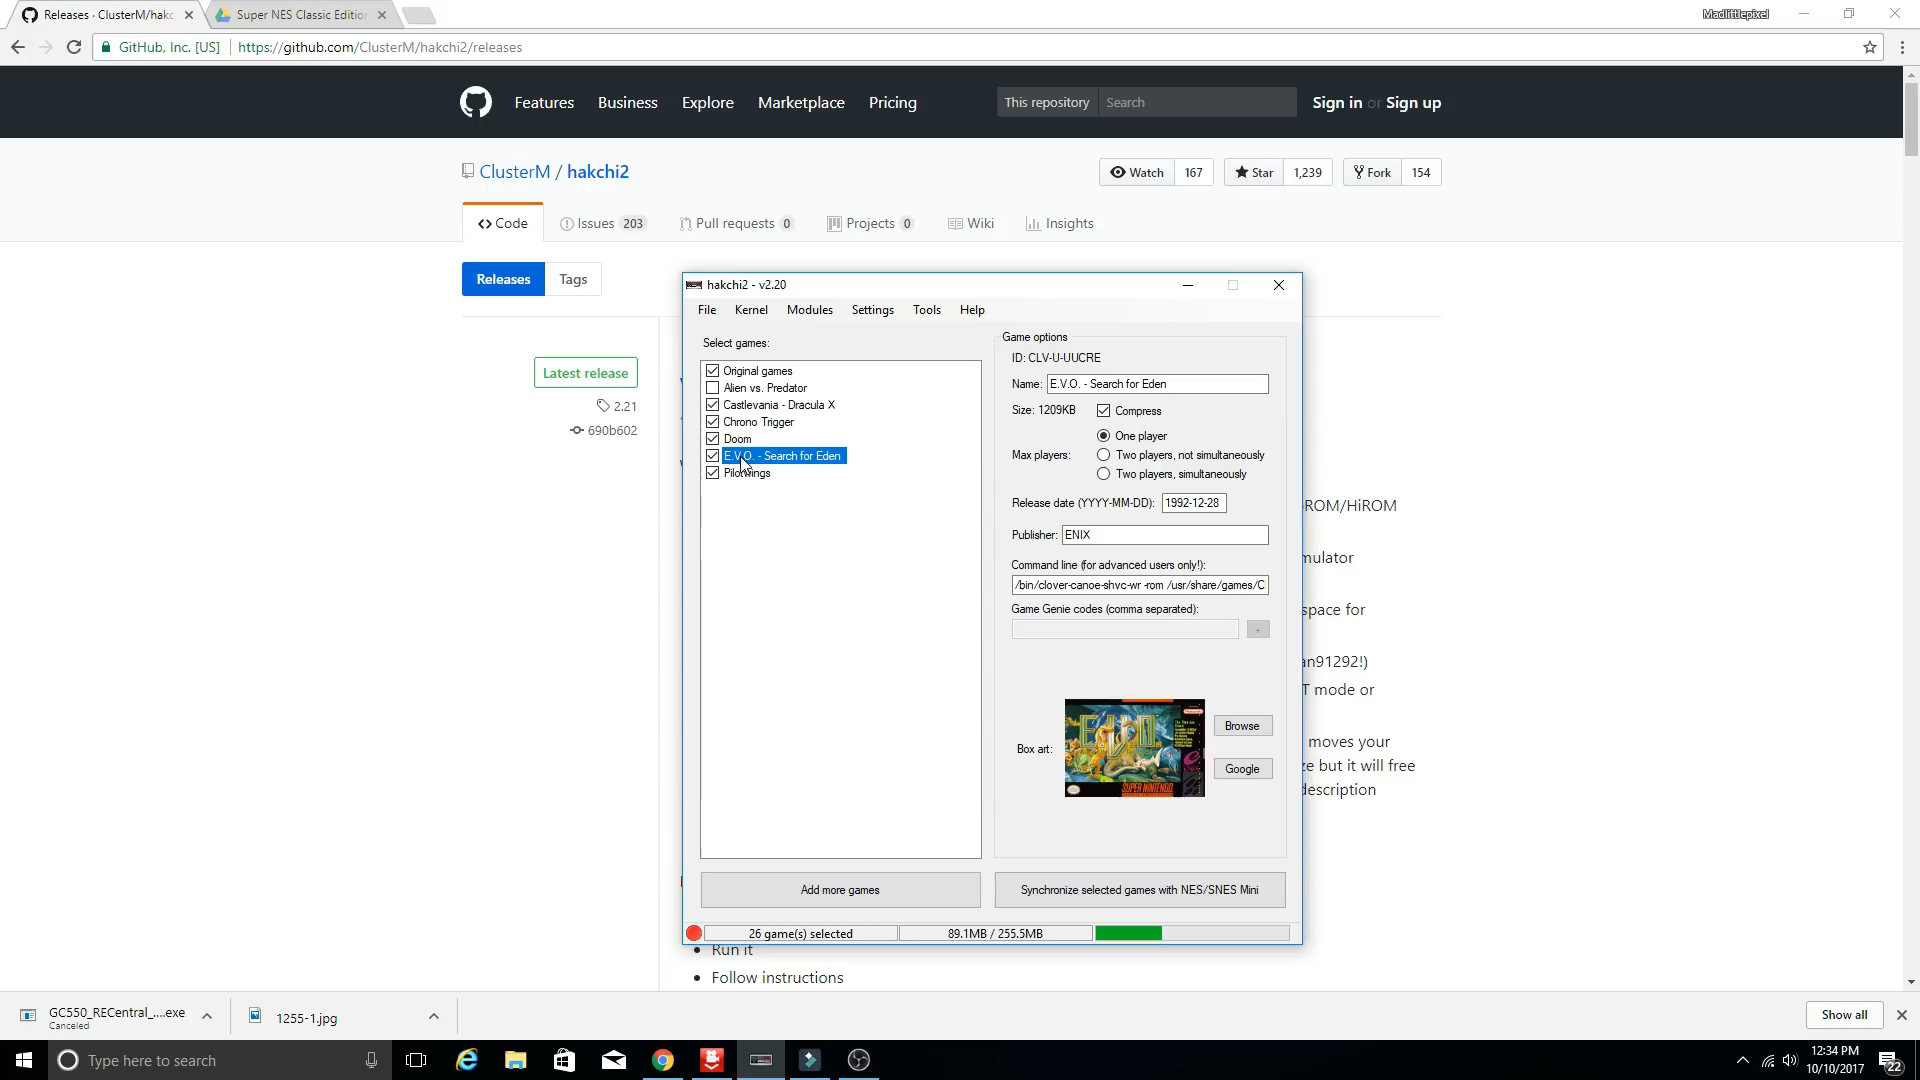 Releases · ClusterM/hakc
Super NES Classic Edition
Madlittlepixel
GitHub, Inc. [US]
https://github.com/ClusterM/hakchi2/releases
Features Business Explore Marketplace Pricing
This repository Search
Sign in or Sign up
ClusterM / hakchi2
Watch 167 Star 1,239 Fork 154
Code Issues 203 Pull requests 0 Projects 0 Wiki Insights
Releases Tags
Latest release
2.21
690b602
hakchi2 - v2.20
File Kernel Modules Settings Tools Help
Select games:
Original games
Alien vs. Predator
Castlevania - Dracula X
Chrono Trigger
Doom
E.V.O. - Search for Eden
Pilotwings
Game options
ID: CLV-U-UUCRE
Name: E.V.O. - Search for Eden
Size: 1209KB Compress
Max players:
One player
Two players, not simultaneously
Two players, simultaneously
Release date (YYYY-MM-DD): 1992-12-28
Publisher: ENIX
Command line (for advanced users only!):
/bin/clover-canoe-shvc-wr -rom /usr/share/games/C
Game Genie codes (comma separated):
+
Box art:
E.V.O.
SUPER NINTENDO
Browse
Google
Add more games
Synchronize selected games with NES/SNES Mini
26 game(s) selected
89.1MB / 255.5MB
ROM/HiROM
mulator
space for
an91292!)
T mode or
moves your
ze but it will free
description
Run it
Follow instructions
GC550_RECentral_....exe
Canceled
1255-1.jpg
Show all
Type here to search
12:34 PM
10/10/2017
22